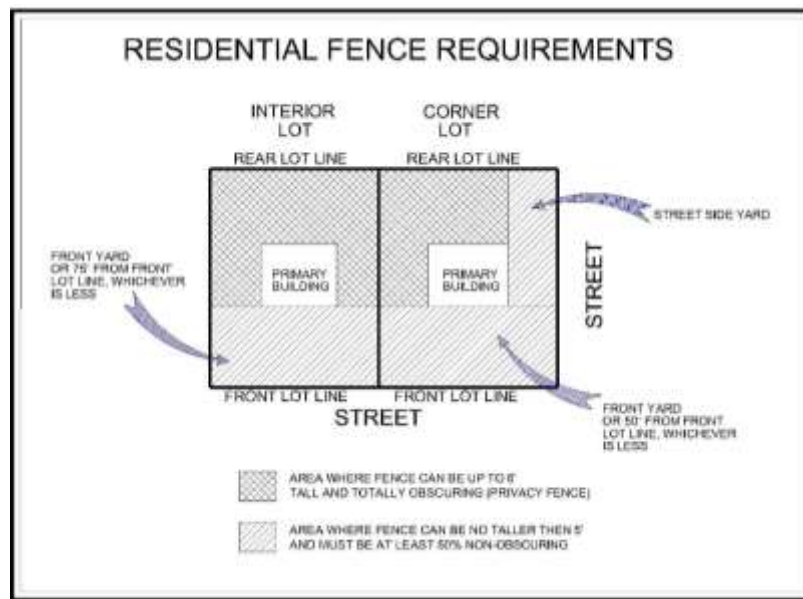 RESIDENTIAL FENCE REQUIREMENTS
INTERIOR
LOT
CORNER
LOT
REAR LOT LINE
REAR LOT LINE
STREET SIDE YARD
FRONT YARD
OR 75' FROM FRONT
LOT LINE, WHICHEVER
IS LESS
PRIMARY
BUILDING
PRIMARY
BUILDING
STREET
FRONT LOT LINE
FRONT LOT LINE
STREET
FRONT YARD
OR 50' FROM FRONT
LOT LINE, WHICHEVER
IS LESS
AREA WHERE FENCE CAN BE UP TO 6'
TALL AND TOTALLY OBSCURING (PRIVACY FENCE)
AREA WHERE FENCE CAN BE NO TALLER THEN 5'
AND MUST BE AT LEAST 50% NON-OBSCURING